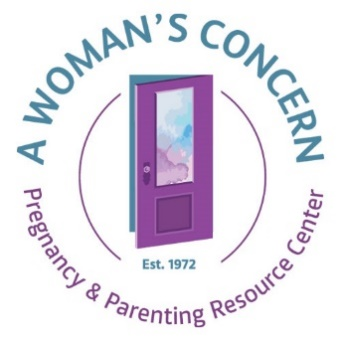 A WOMAN'S CONCERN
Est. 1972
Pregnancy & Parenting Resource Center